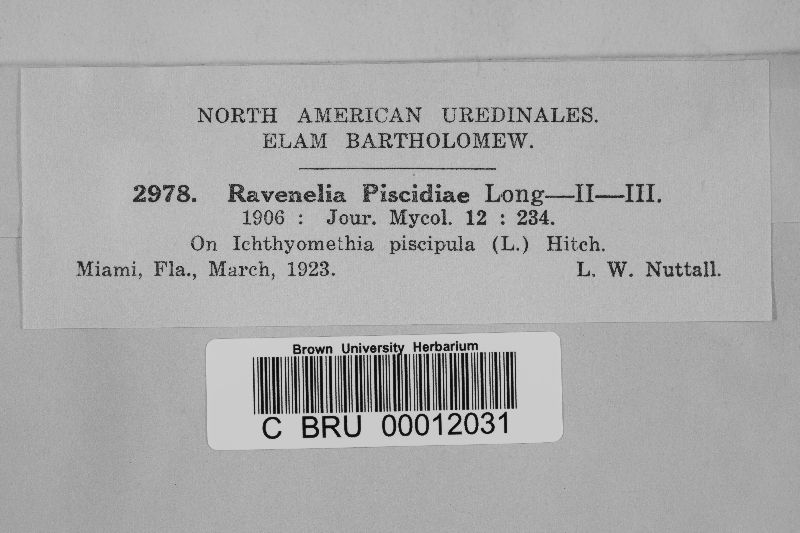 NORTH AMERICAN UREDINALES.
ELAM BARTHOLOMEW.
2978. Ravenelia Piscidiae Long—II—III.
1906 : Jour. Mycol. 12 : 234.
On Ichthyomethia piscipula (L.) Hitch.
Miami, Fla., March, 1923. L. W. Nuttall.
Brown University Herbarium
C BRU 00012031